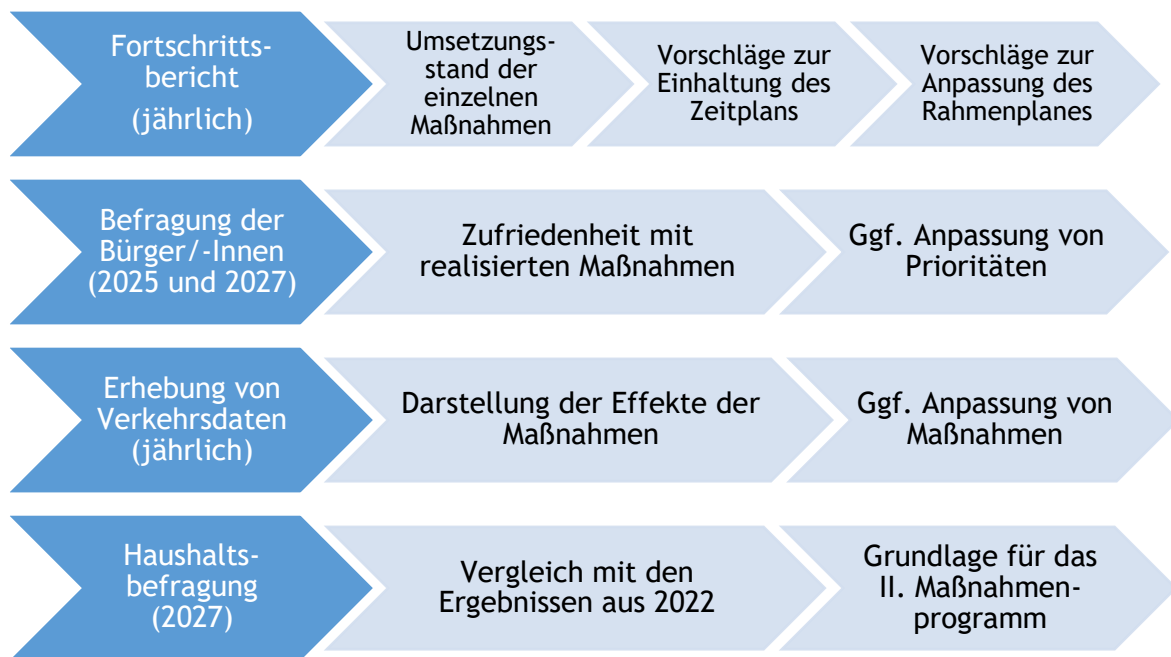 Fortschritts-
bericht
(jährlich)
Umsetzungs-
stand der
einzelnen
Maßnahmen
Vorschläge zur
Einhaltung des
Zeitplans
Vorschläge zur
Anpassung des
Rahmenplanes
Befragung der
Bürger/-Innen
(2025 und 2027)
Zufriedenheit mit
realisierten Maßnahmen
Ggf. Anpassung von
Prioritäten
Erhebung von
Verkehrsdaten
(jährlich)
Darstellung der Effekte der
Maßnahmen
Ggf. Anpassung von
Maßnahmen
Haushalts-
befragung
(2027)
Vergleich mit den
Ergebnissen aus 2022
Grundlage für das
II. Maßnahmen-
programm